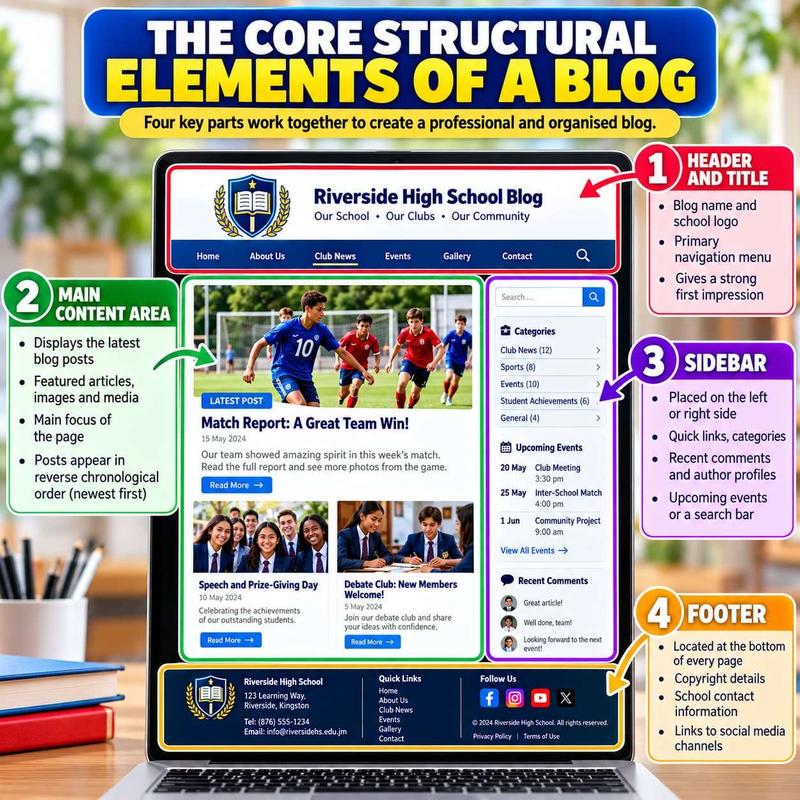 THE CORE STRUCTURAL
ELEMENTS OF A BLOG
Four key parts work together to create a professional and organised blog.
1 HEADER
AND TITLE
• Blog name and
school logo
• Primary
navigation menu
• Gives a strong
first impression
Riverside High School Blog
Our School • Our Clubs • Our Community
Home About Us Club News Events Gallery Contact
2 MAIN
CONTENT AREA
• Displays the latest
blog posts
• Featured articles,
images and media
• Main focus of
the page
• Posts appear in
reverse chronological
order (newest first)
10
LATEST POST
Match Report: A Great Team Win!
15 May 2024
Our team showed amazing spirit in this week's match.
Read the full report and see more photos from the game.
Read More →
Speech and Prize-Giving Day
10 May 2024
Celebrating the achievements
of our outstanding students.
Read More →
Debate Club: New Members
Welcome!
5 May 2024
Join our debate club and share
your ideas with confidence.
Read More →
Search ...
Categories
Club News (12) >
Sports (8) >
Events (10) >
Student Achievements (6) >
General (4) >
Upcoming Events
20 May Club Meeting
3:30 pm
25 May Inter-School Match
4:00 pm
1 Jun Community Project
9:00 am
View All Events →
Recent Comments
Great article!
Well done, team!
Looking forward to the next
event!
3 SIDEBAR
• Placed on the left
or right side
• Quick links, categories
• Recent comments
and author profiles
• Upcoming events
or a search bar
4 FOOTER
• Located at the bottom
of every page
• Copyright details
• School contact
information
• Links to social media
channels
Riverside High School
123 Learning Way,
Riverside, Kingston
Tel: (876) 555-1234
Email: info@riversidehs.edu.jm
Quick Links
Home
About Us
Club News
Events
Gallery
Contact
Follow Us
© 2024 Riverside High School. All rights reserved.
Privacy Policy | Terms of Use